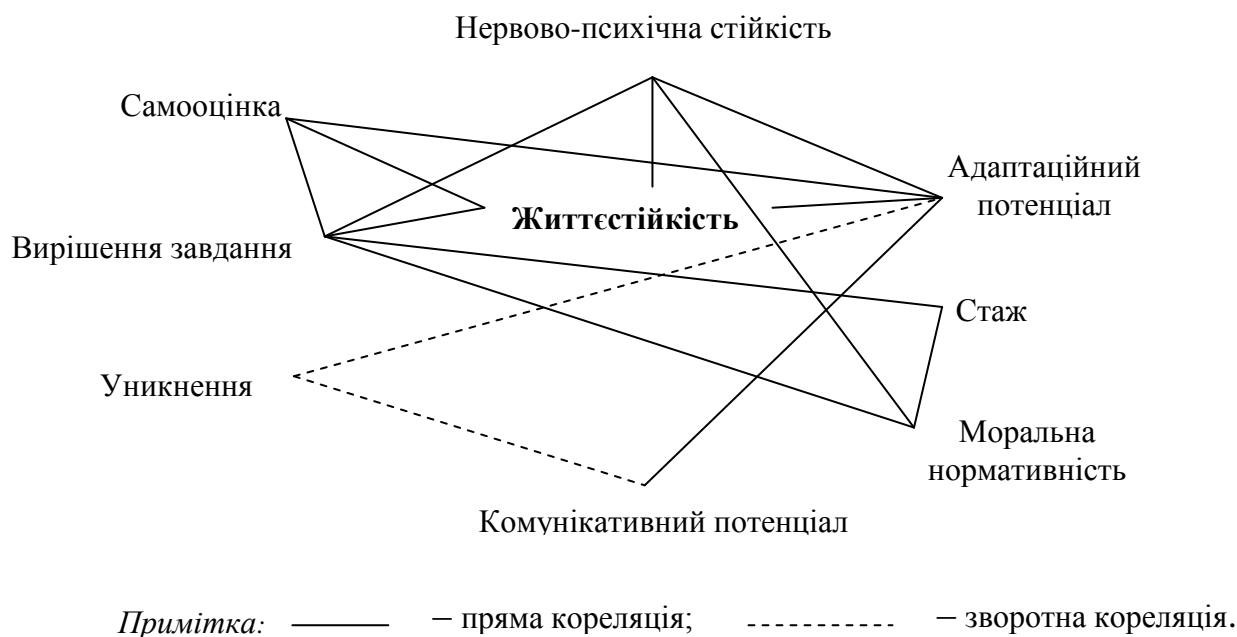 Нервово-психічна стійкість
Самооцінка
Адаптаційний
потенціал
Життєстійкість
Вирішення завдання
Стаж
Уникнення
Моральна
нормативність
Комунікативний потенціал
Примітка: – пряма кореляція; – зворотна кореляція.